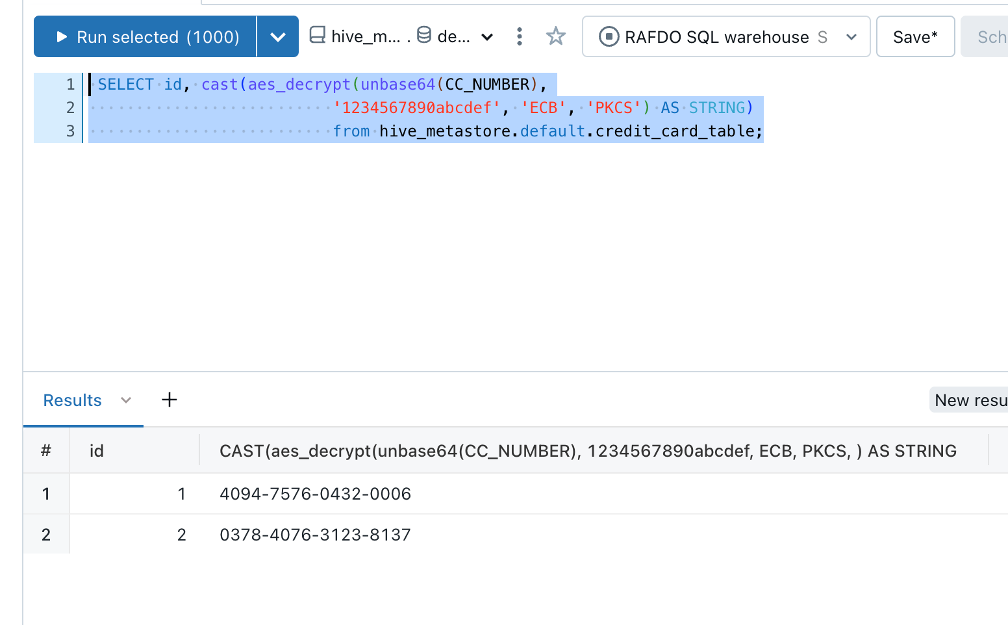 Run selected (1000) hive_m... . de... RAFDO SQL warehouse S Save* Sch
1 SELECT id, cast(aes_decrypt(unbase64(CC_NUMBER),
2 '1234567890abcdef', 'ECB', 'PKCS') AS STRING)
3 from hive_metastore.default.credit_card_table;
Results + New resu
# id CAST(aes_decrypt(unbase64(CC_NUMBER), 1234567890abcdef, ECB, PKCS, ) AS STRING
1 1 4094-7576-0432-0006
2 2 0378-4076-3123-8137